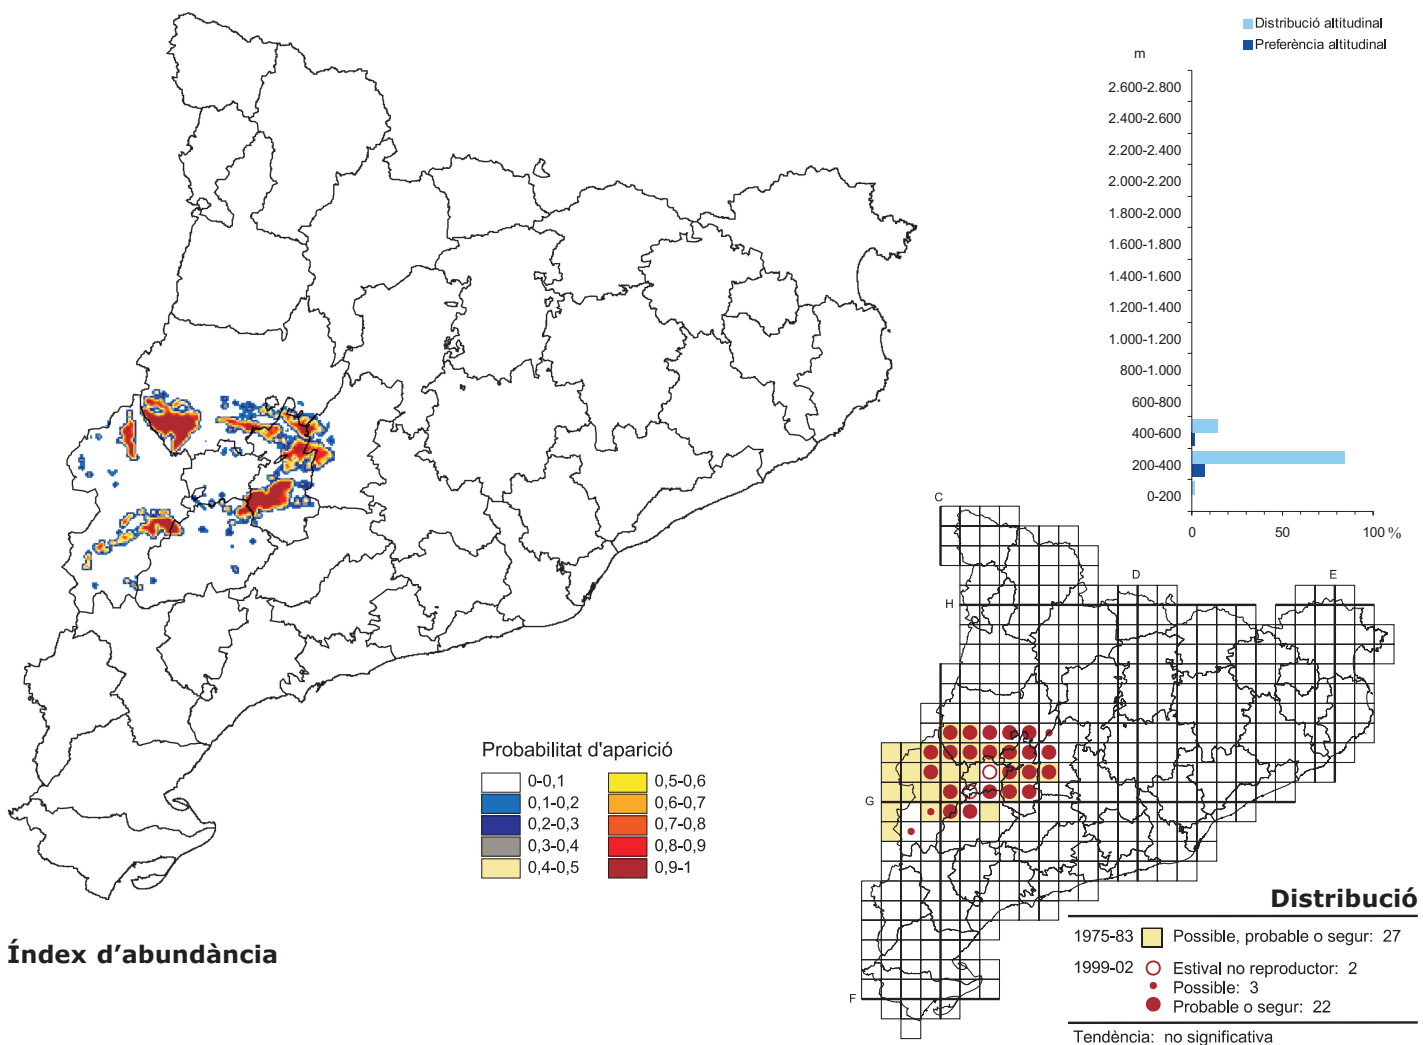 Distribució altitudinal
Preferència altitudinal
m
2.600-2.800
2.400-2.600
2.200-2.400
2.000-2.200
1.800-2.000
1.600-1.800
1.400-1.600
1.200-1.400
1.000-1.200
800-1.000
600-800
400-600
200-400
0-200
0 50 100 %
C
D
E
H
G
F
Probabilitat d'aparició
0-0,1 0,5-0,6
0,1-0,2 0,6-0,7
0,2-0,3 0,7-0,8
0,3-0,4 0,8-0,9
0,4-0,5 0,9-1
Índex d'abundància
Distribució
1975-83 Possible, probable o segur: 27
1999-02 Estival no reproductor: 2
Possible: 3
Probable o segur: 22
Tendència: no significativa